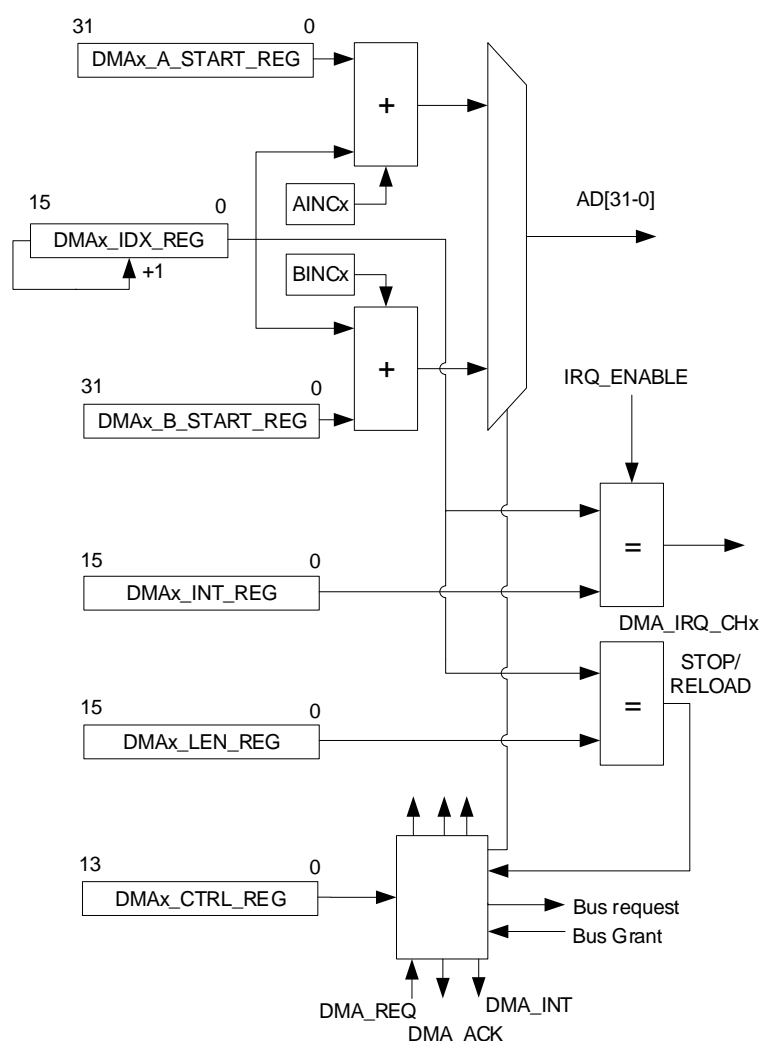 31 0
DMAx_A_START_REG
+
AINCx
15 0
DMAx_IDX_REG
+1
AD[31-0]
BINCx
+
31 0
DMAx_B_START_REG
IRQ_ENABLE
=
15 0
DMAx_INT_REG
DMA_IRQ_CHx
STOP/
RELOAD
=
15 0
DMAx_LEN_REG
13 0
DMAx_CTRL_REG
Bus request
Bus Grant
DMA_REQ
DMA_ACK
DMA_INT